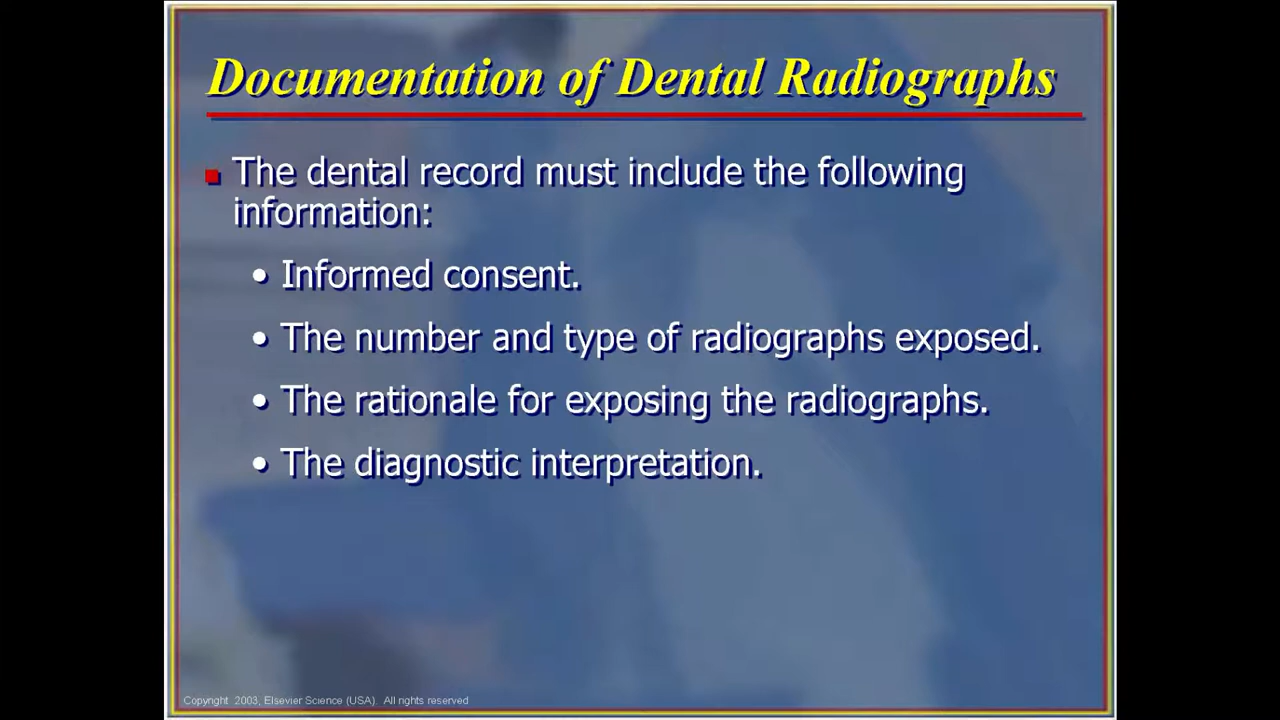 Documentation of Dental Radiographs
The dental record must include the following
information:
• Informed consent.
• The number and type of radiographs exposed.
• The rationale for exposing the radiographs.
• The diagnostic interpretation.
Copyright 2003, Elsevier Science (USA). All rights reserved